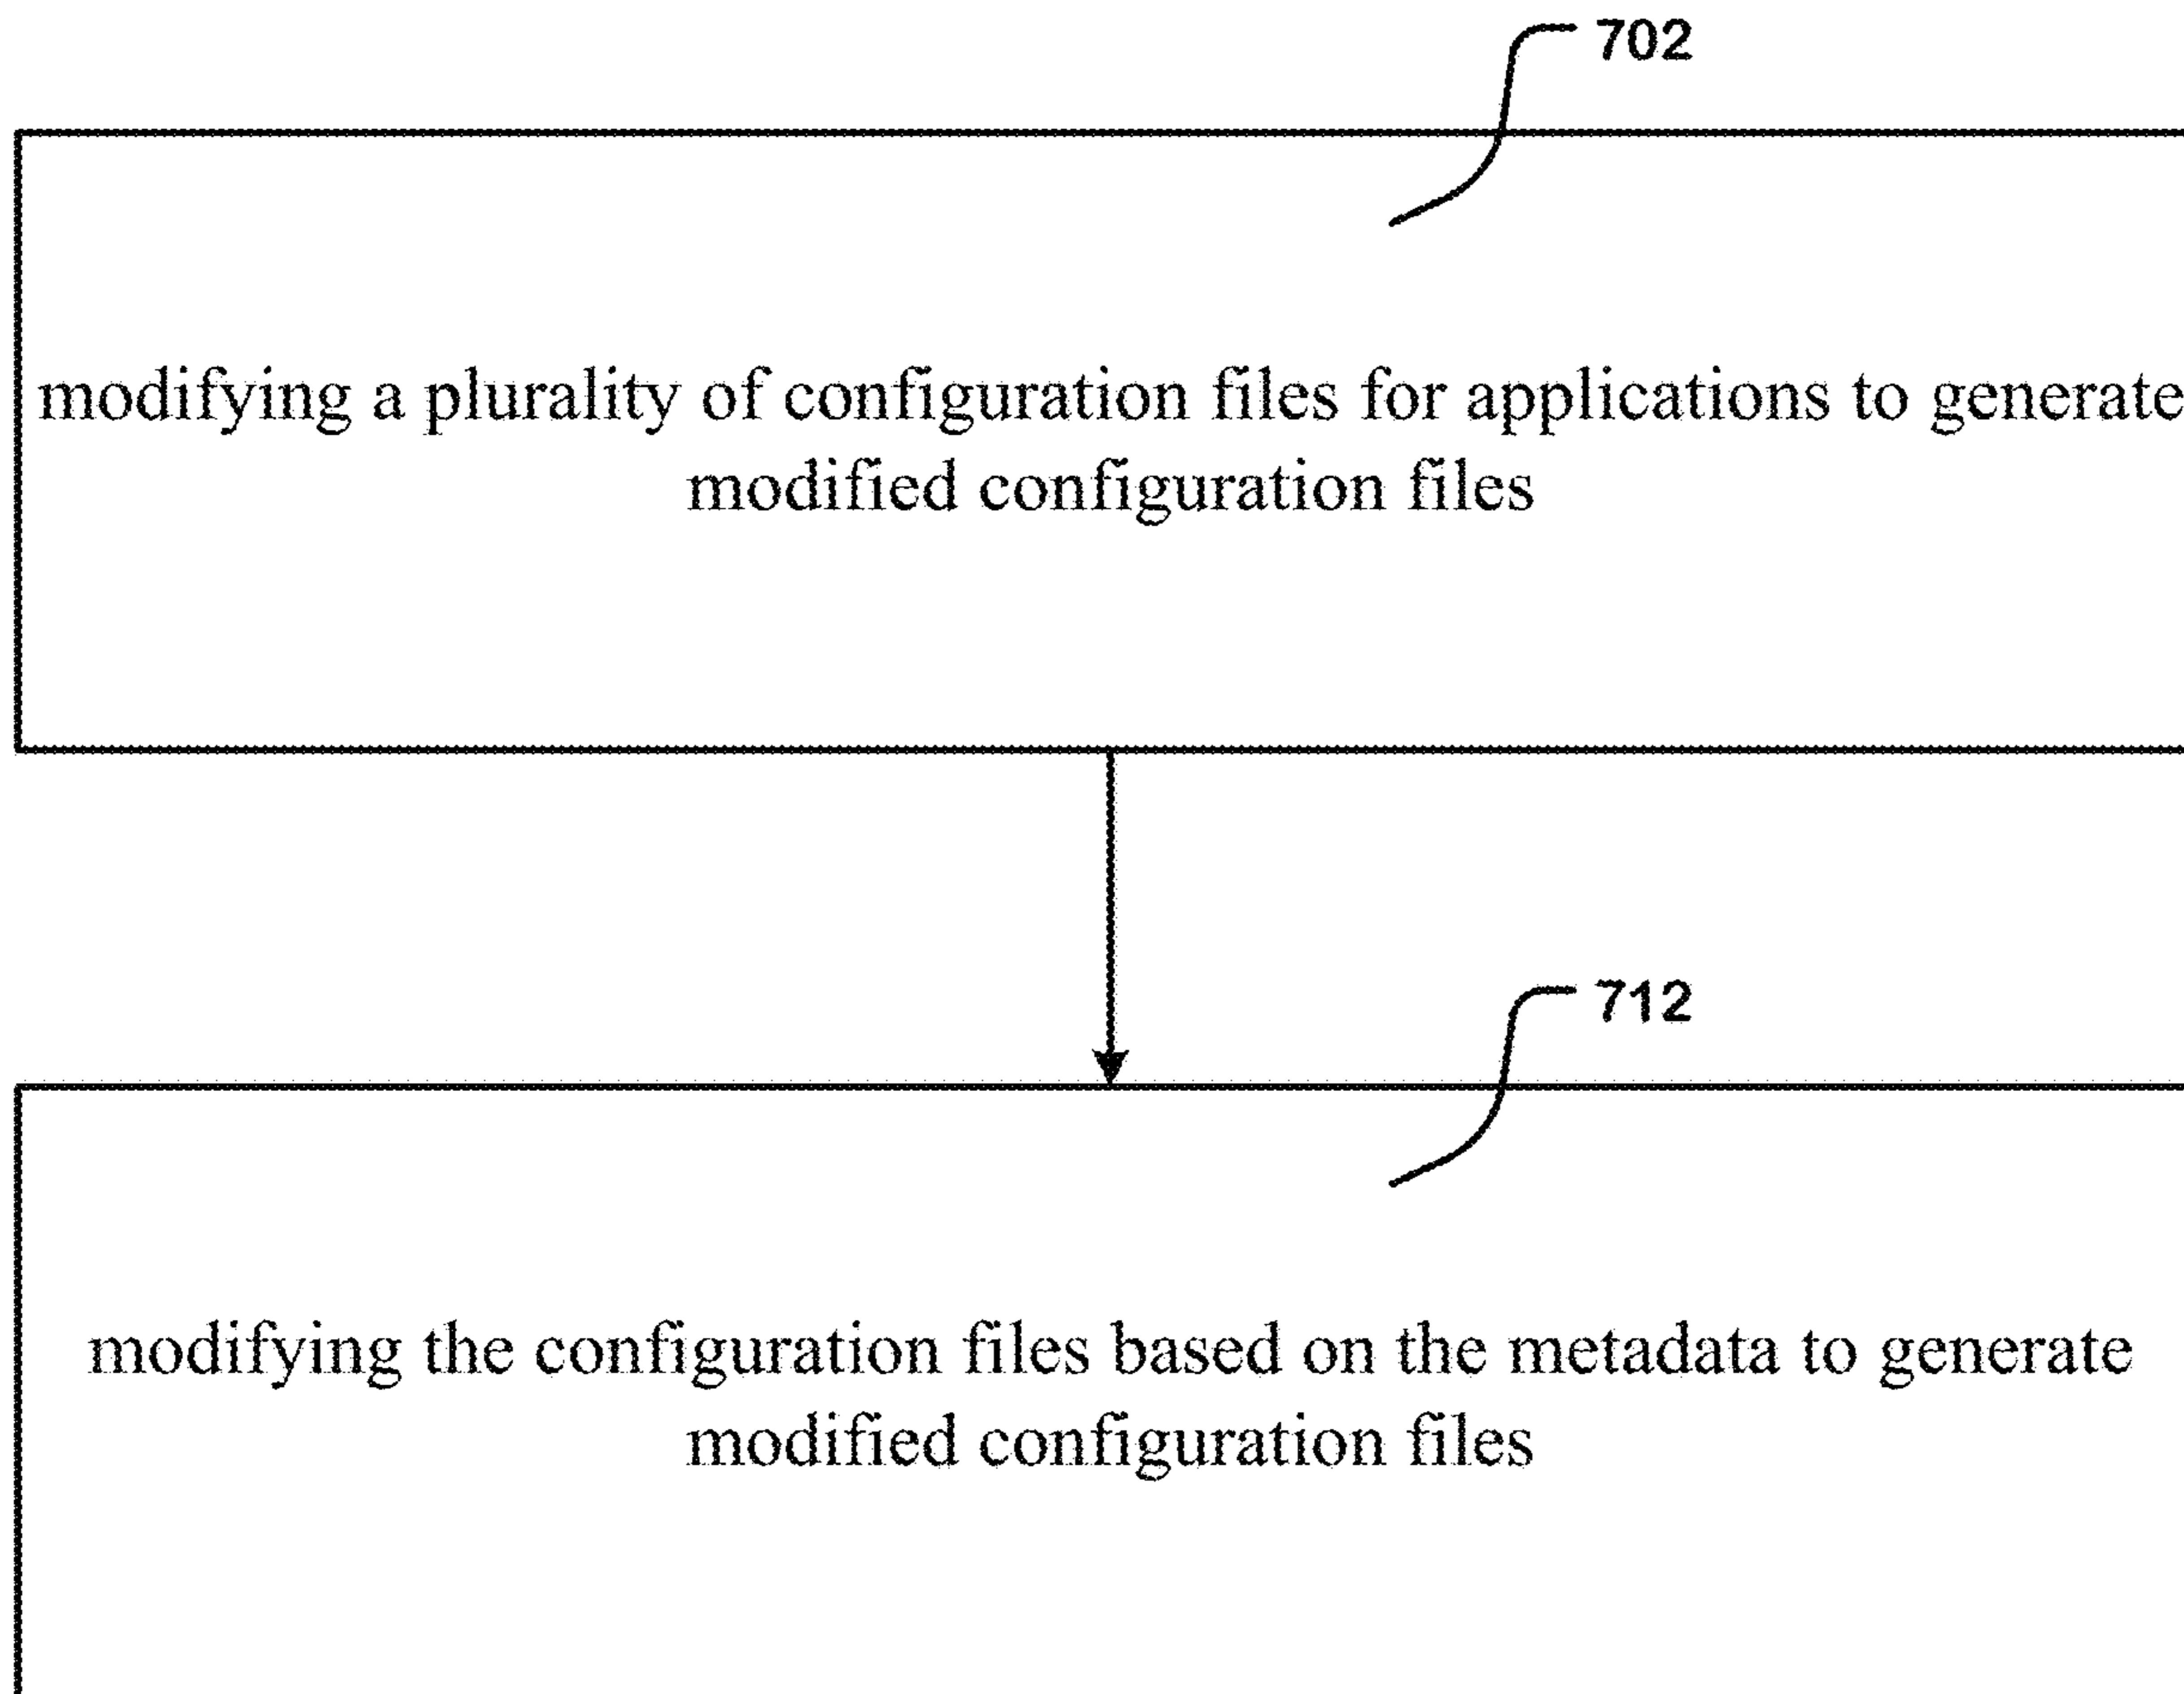 702
modifying a plurality of configuration files for applications to generate
modified configuration files
712
modifying the configuration files based on the metadata to generate
modified configuration files